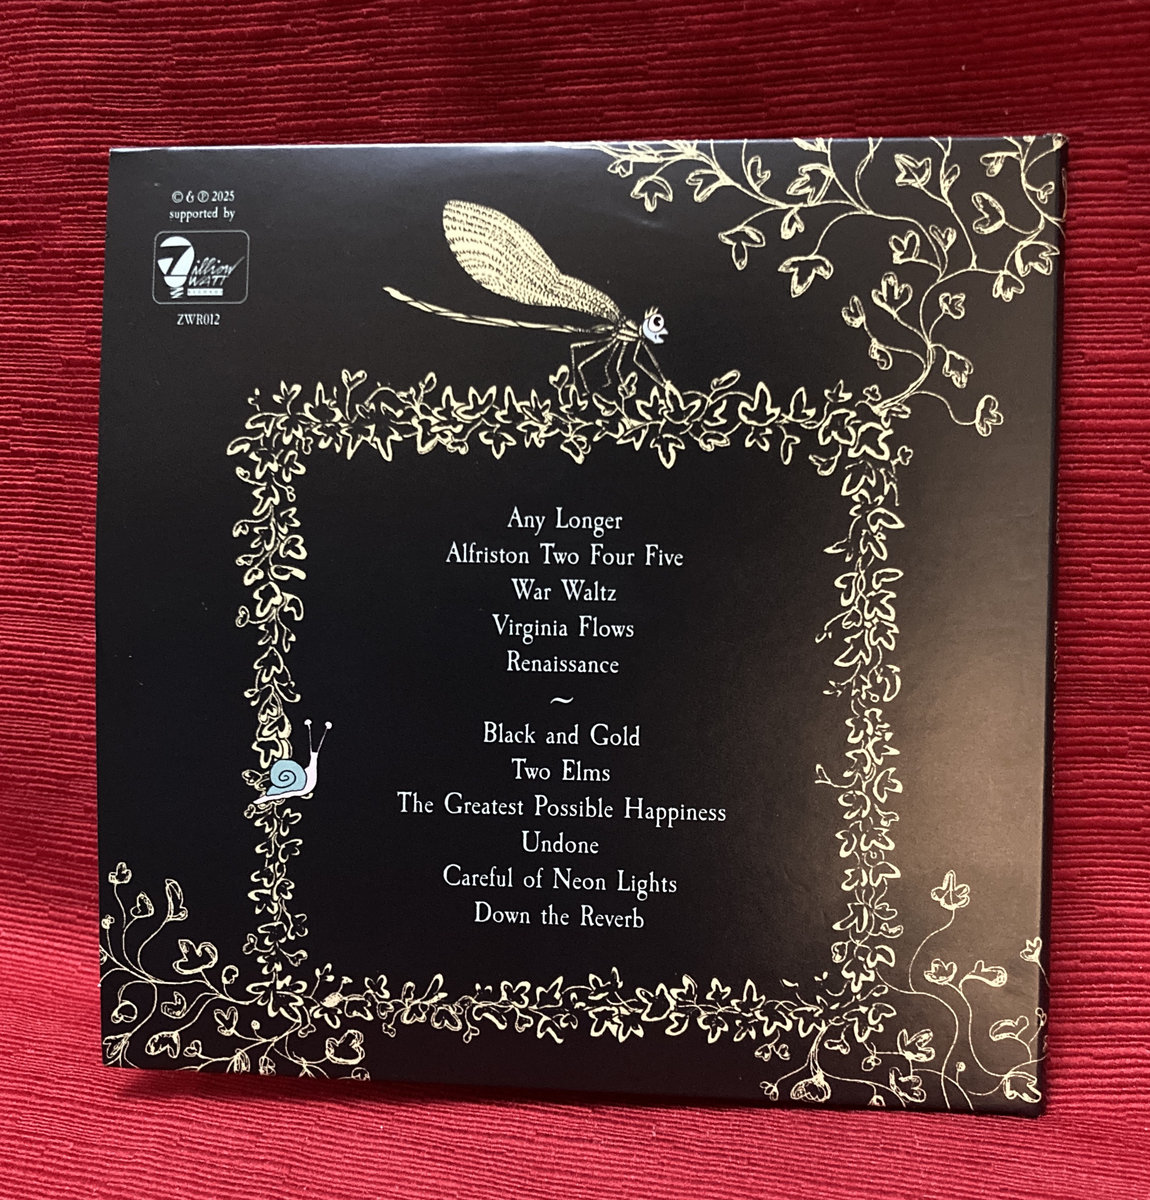 © & ℗ 2025
supported by
Zillion
WATT
RECORDS
ZWR012
Any Longer
Alfriston Two Four Five
War Waltz
Virginia Flows
Renaissance
~
Black and Gold
Two Elms
The Greatest Possible Happiness
Undone
Careful of Neon Lights
Down the Reverb